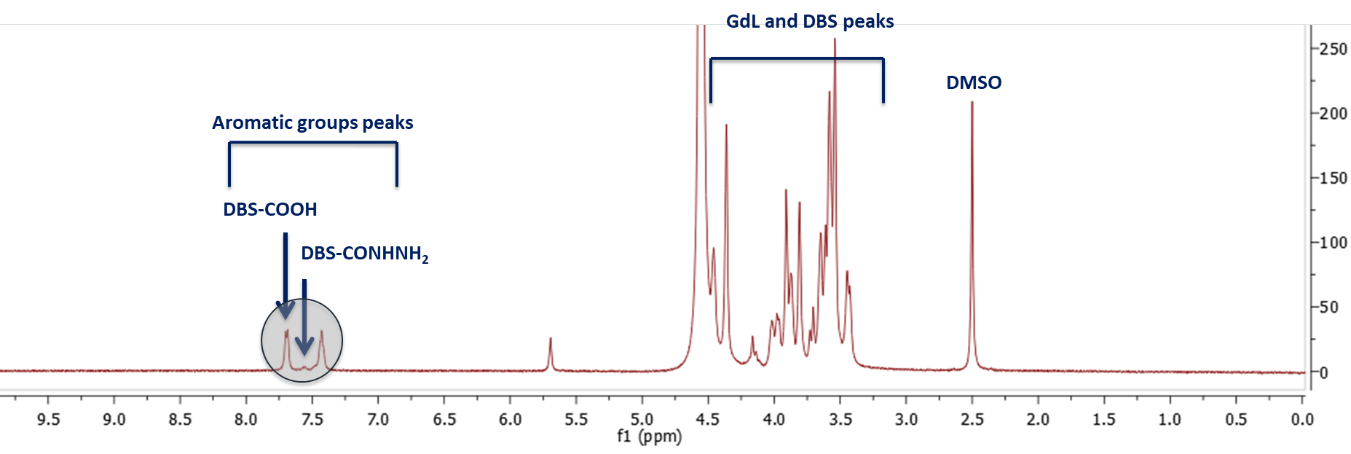 GdL and DBS peaks
DMSO
Aromatic groups peaks
DBS-COOH
DBS-CONHNH₂
250
200
150
100
50
0
9.5 9.0 8.5 8.0 7.5 7.0 6.5 6.0 5.5 5.0 4.5 4.0 3.5 3.0 2.5 2.0 1.5 1.0 0.5 0.0
f1 (ppm)